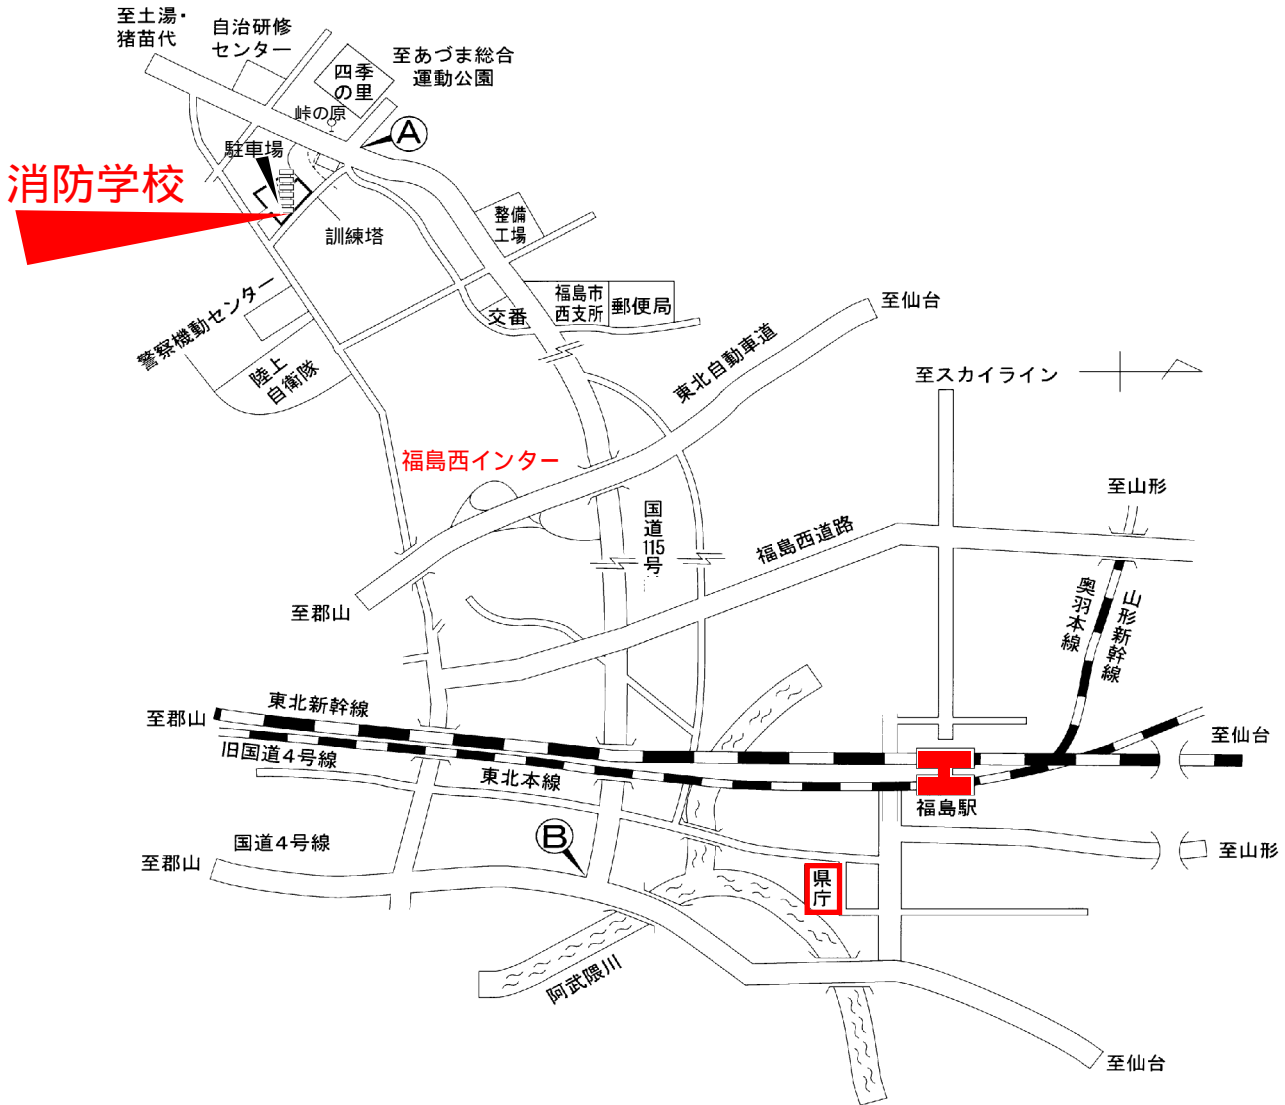 至土湯・
猪苗代
自治研修
センター
四季
の里
至あづま総合
運動公園
峠の原
A
駐車場
消防学校
訓練塔
整備
工場
警察機動センター
交番
福島市
西支所
郵便局
至仙台
陸上
自衛隊
東北自動車道
至スカイライン
福島西インター
国道115号
福島西道路
至山形
至郡山
奥羽本線
山形新幹線
東北新幹線
至郡山
旧国道4号線
東北本線
至仙台
福島駅
国道4号線
至郡山
B
県庁
至山形
阿武隈川
至仙台